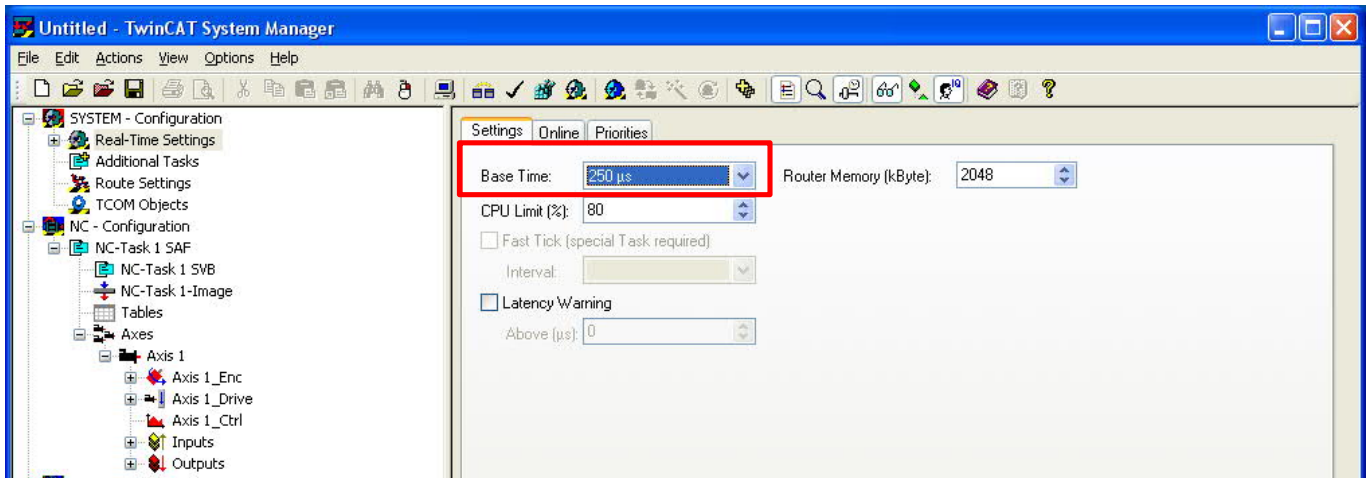 Untitled - TwinCAT System Manager
File Edit Actions View Options Help
SYSTEM - Configuration
Real-Time Settings
Additional Tasks
Route Settings
TCOM Objects
NC - Configuration
NC-Task 1 SAF
NC-Task 1 SVB
NC-Task 1-Image
Tables
Axes
Axis 1
Axis 1_Enc
Axis 1_Drive
Axis 1_Ctrl
Inputs
Outputs
Settings Online Priorities
Base Time: 250 µs Router Memory (kByte): 2048
CPU Limit (%): 80
Fast Tick (special Task required)
Interval:
Latency Warning
Above (µs): 0